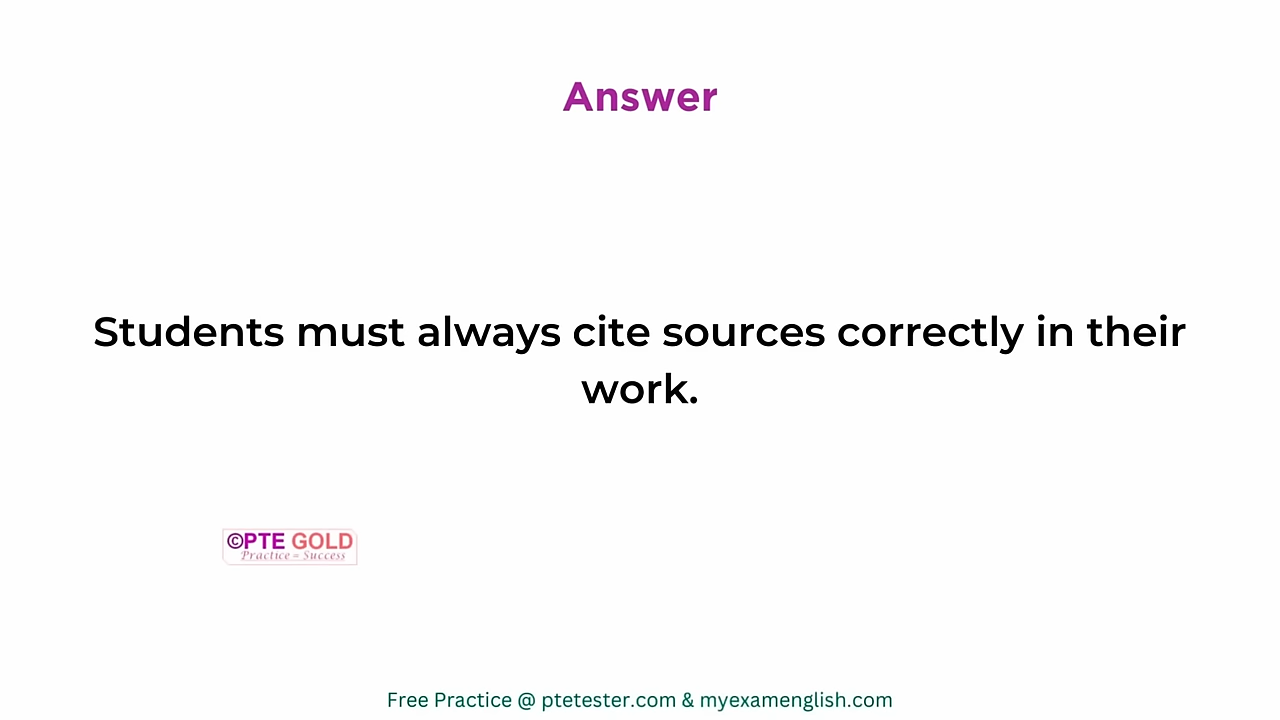 Answer
Students must always cite sources correctly in their
work.
©PTE GOLD
Practice = Success
Free Practice @ ptetester.com & myexamenglish.com